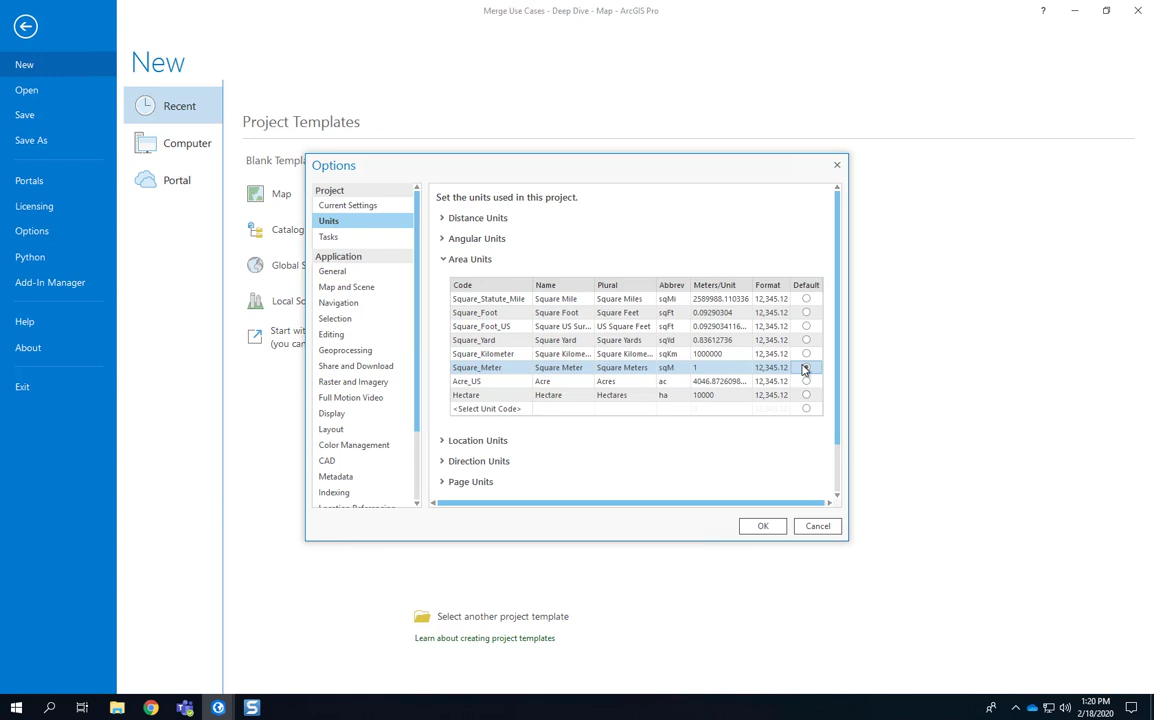 Merge Use Cases - Deep Dive - Map - ArcGIS Pro
?
New
Open
Save
Save As
Portals
Licensing
Options
Python
Add-In Manager
Help
About
Exit
New
Recent
Computer
Portal
Project Templates
Blank Templa
Map
Catalog
Global S
Local Sc
Start wit
(you can
Options
Project
Current Settings
Units
Tasks
Application
General
Map and Scene
Navigation
Selection
Editing
Geoprocessing
Share and Download
Raster and Imagery
Full Motion Video
Display
Layout
Color Management
CAD
Metadata
Indexing
Location Referencing
Set the units used in this project.
Distance Units
Angular Units
Area Units
Code Name Plural Abbrev Meters/Unit Format Default
Square_Statute_Mile Square Mile Square Miles sqMi 2589988.110336 12,345.12
Square_Foot Square Foot Square Feet sqFt 0.09290304 12,345.12
Square_Foot_US Square US Sur... US Square Feet sqFt 0.0929034116... 12,345.12
Square_Yard Square Yard Square Yards sqYd 0.83612736 12,345.12
Square_Kilometer Square Kilome... Square Kilome... sqKm 1000000 12,345.12
Square_Meter Square Meter Square Meters sqM 1 12,345.12
Acre_US Acre Acres ac 4046.8726098... 12,345.12
Hectare Hectare Hectares ha 10000 12,345.12
<Select Unit Code> 12,345.12
Location Units
Direction Units
Page Units
OK Cancel
Select another project template
Learn about creating project templates
1:20 PM
2/18/2020